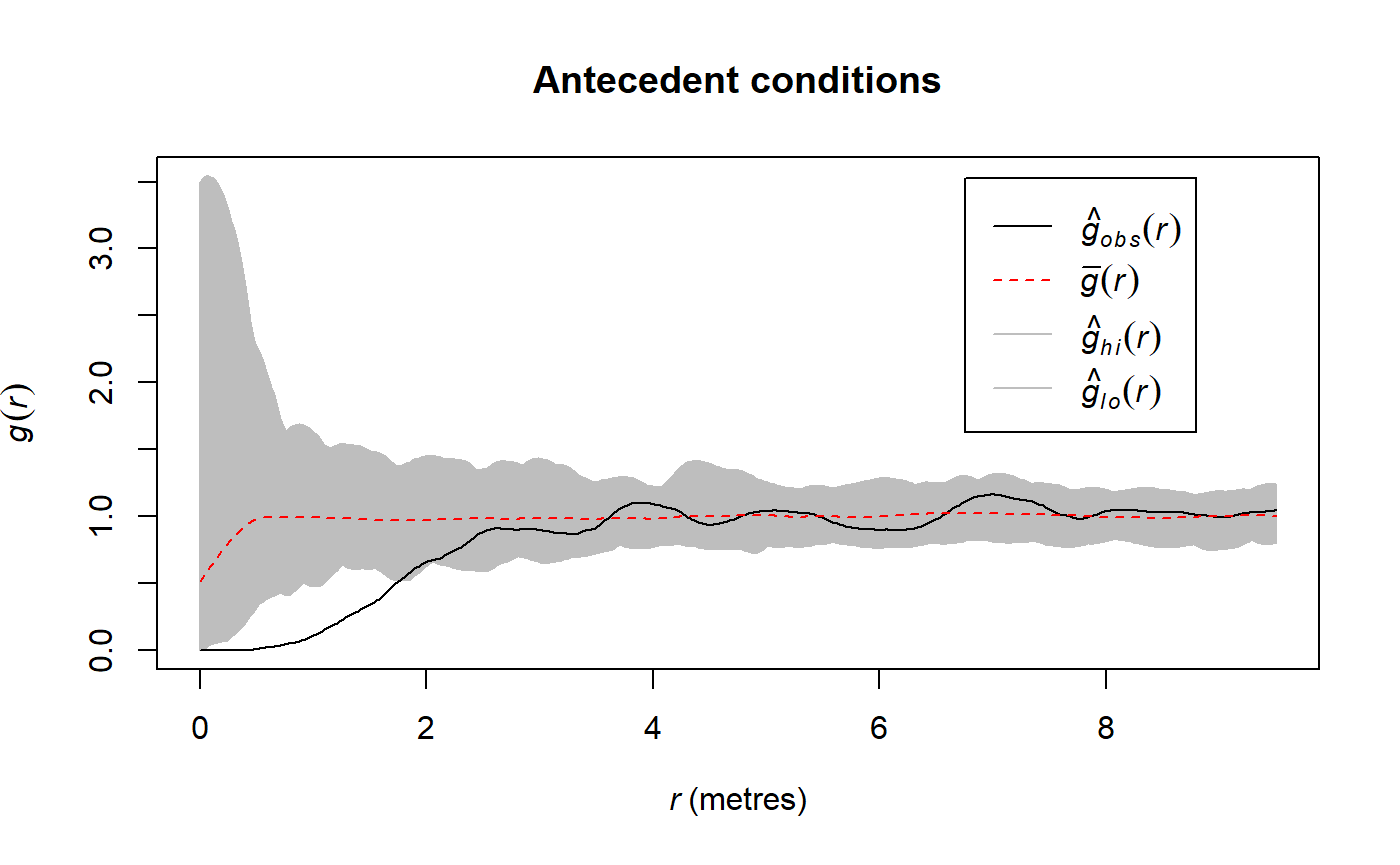 Antecedent conditions
g(r)
3.0
2.0
1.0
0.0
ĝobs(r)
g̅(r)
ĝhi(r)
ĝlo(r)
0 2 4 6 8
r (metres)